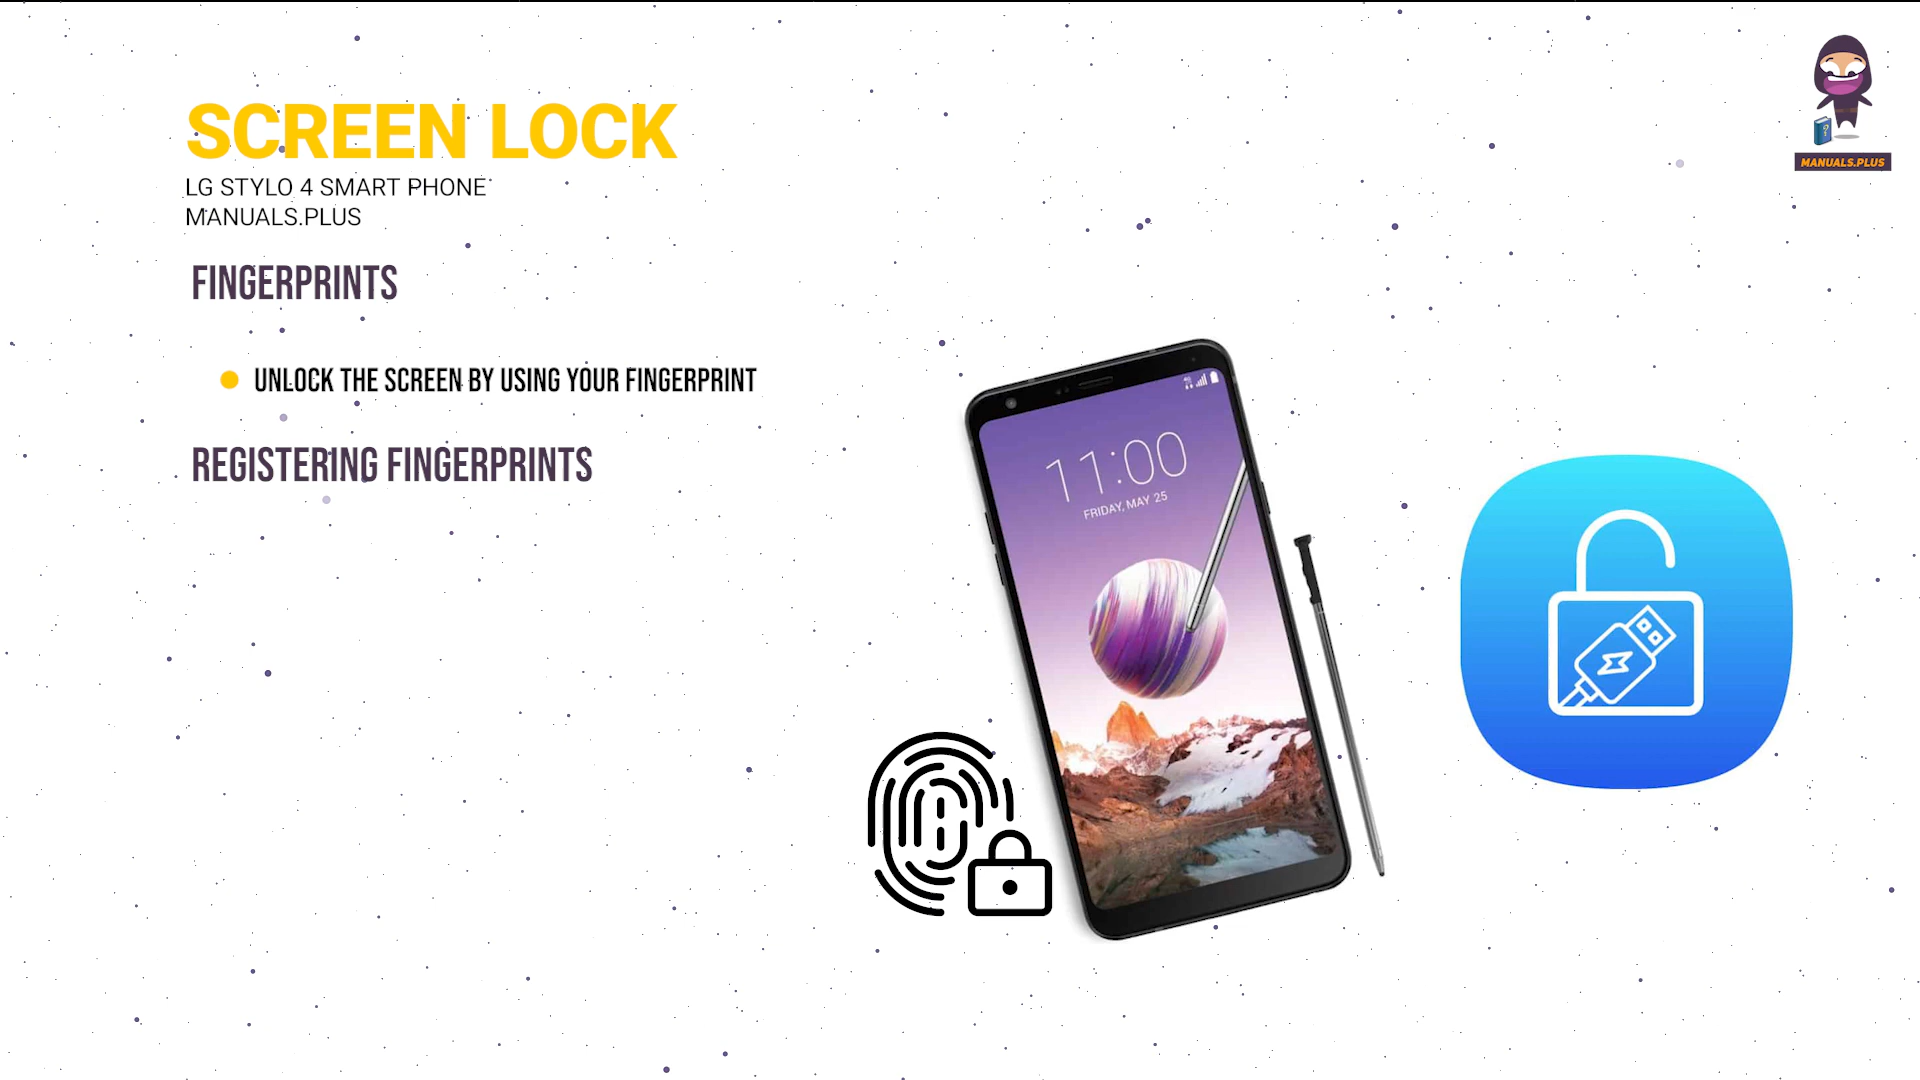 SCREEN LOCK
LG STYLO 4 SMART PHONE
MANUALS.PLUS
FINGERPRINTS
UNLOCK THE SCREEN BY USING YOUR FINGERPRINT
REGISTERING FINGERPRINTS
11:00
FRIDAY, MAY 25
4G
?
MANUALS.PLUS